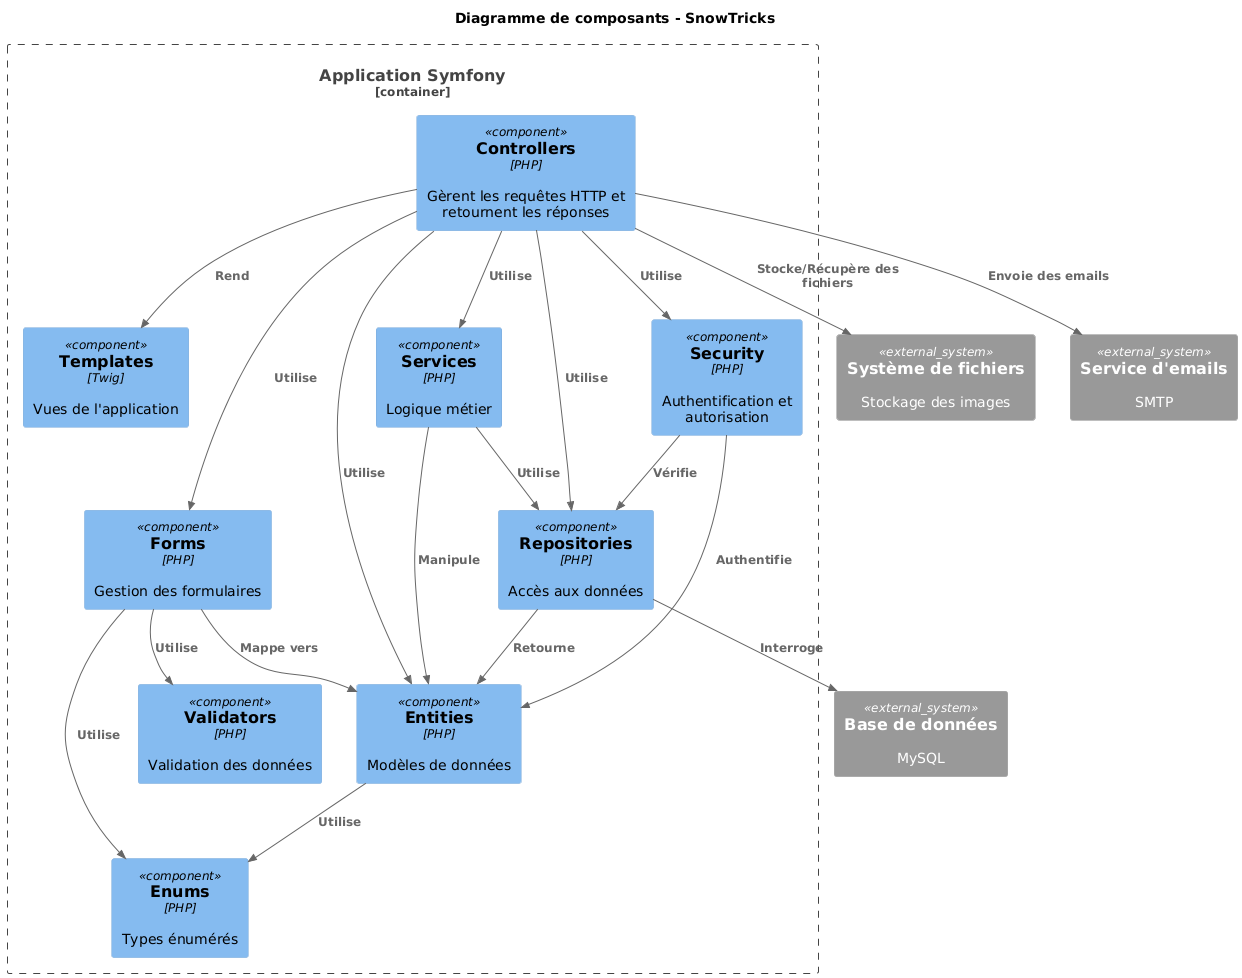 Diagramme de composants - SnowTricks
Application Symfony
[container]
«component»
Controllers
[PHP]
Gèrent les requêtes HTTP et
retournent les réponses
Rend
Utilise
Utilise
Stocke/Récupère des
fichiers
Envoie des emails
«component»
Templates
[Twig]
Vues de l'application
Utilise
«component»
Services
[PHP]
Logique métier
Utilise
«component»
Security
[PHP]
Authentification et
autorisation
«external_system»
Système de fichiers
Stockage des images
«external_system»
Service d'emails
SMTP
Utilise
Utilise
Vérifie
«component»
Forms
[PHP]
Gestion des formulaires
Manipule
«component»
Repositories
[PHP]
Accès aux données
Authentifie
Utilise
Mappe vers
Retourne
Interroge
Utilise
«component»
Validators
[PHP]
Validation des données
«component»
Entities
[PHP]
Modèles de données
«external_system»
Base de données
MySQL
Utilise
«component»
Enums
[PHP]
Types énumérés